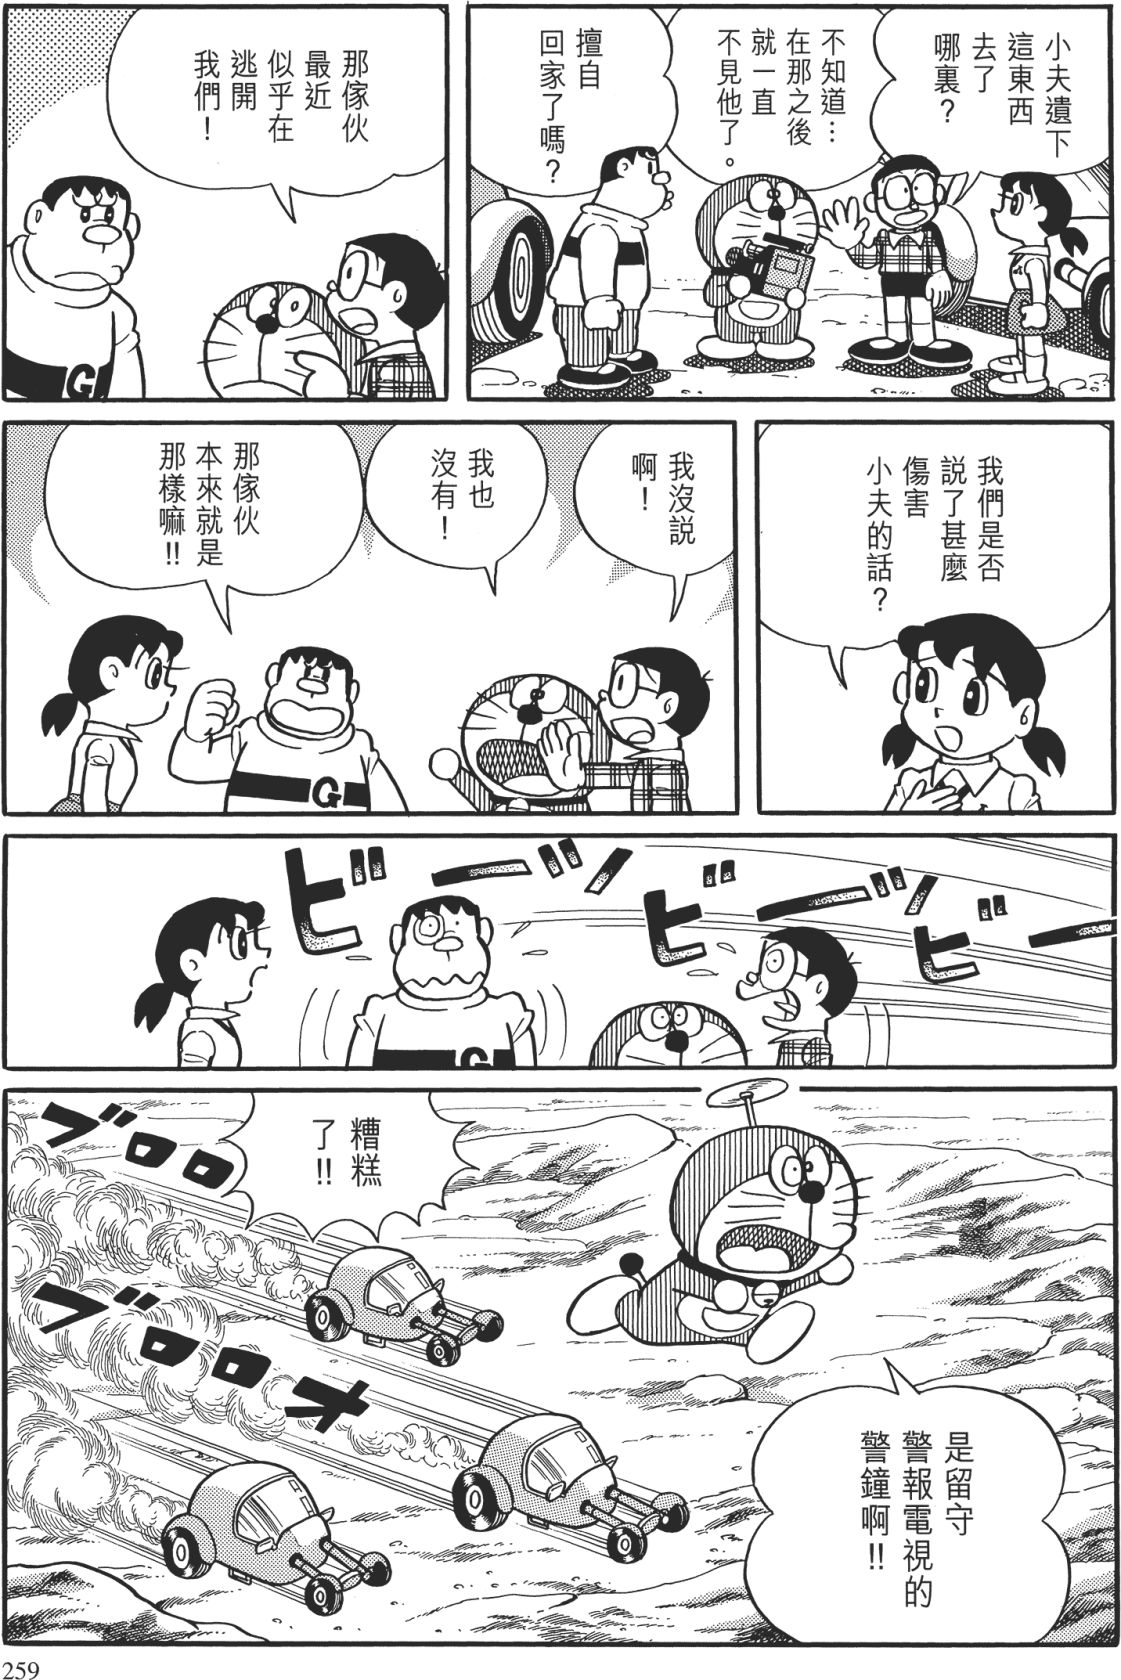 小夫遺下
這東西
去了
哪裏?
不知道…
在那之後
就一直
不見他了。
擅自
回家了嗎?
那傢伙
最近
似乎在
逃開
我們!
G
我們是否
説了甚麼
傷害
小夫的話?
我沒説
啊!
我也
沒有!
那傢伙
本來就是
那樣嘛!!
G
ビー
ビーッ
ビーッ
G
糟糕
了!!
ブロロ
ブロロオ
是留守
警報電視的
警鐘啊!!
259